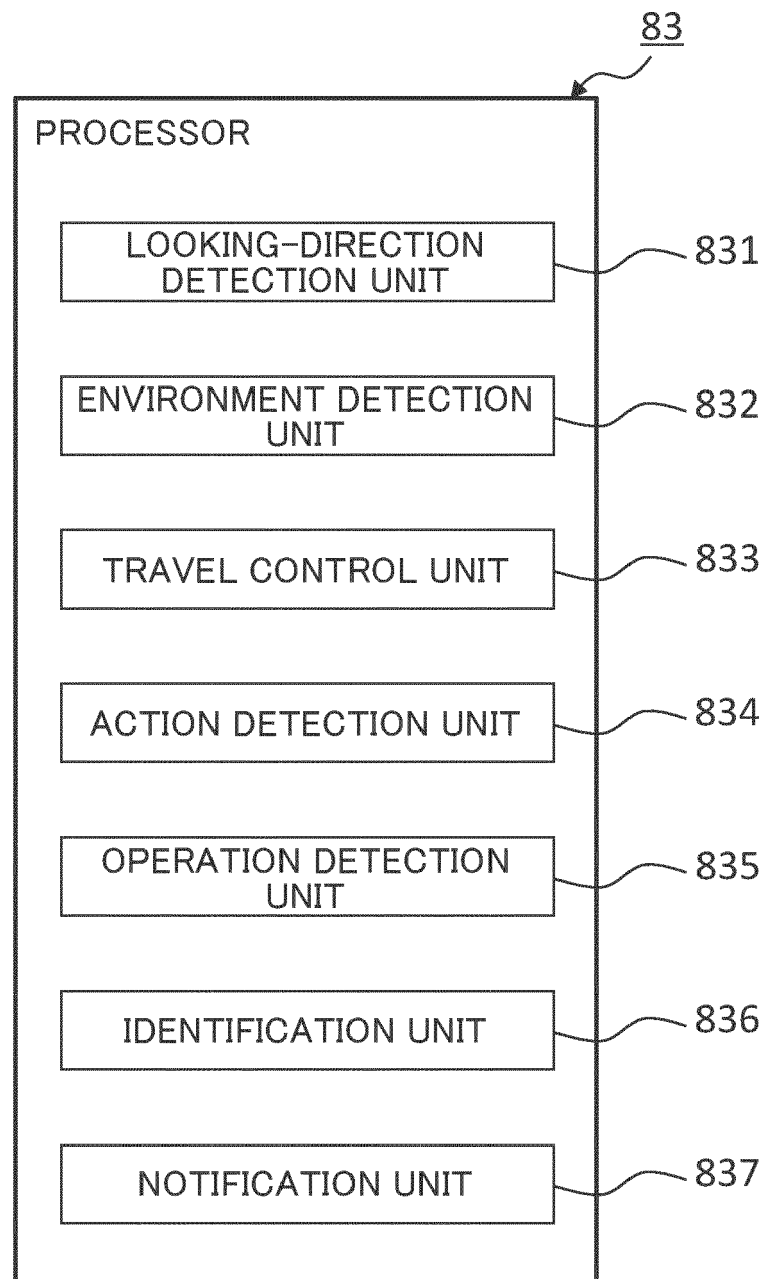 83
PROCESSOR
LOOKING-DIRECTION
DETECTION UNIT
831
ENVIRONMENT DETECTION
UNIT
832
TRAVEL CONTROL UNIT
833
ACTION DETECTION UNIT
834
OPERATION DETECTION
UNIT
835
IDENTIFICATION UNIT
836
NOTIFICATION UNIT
837